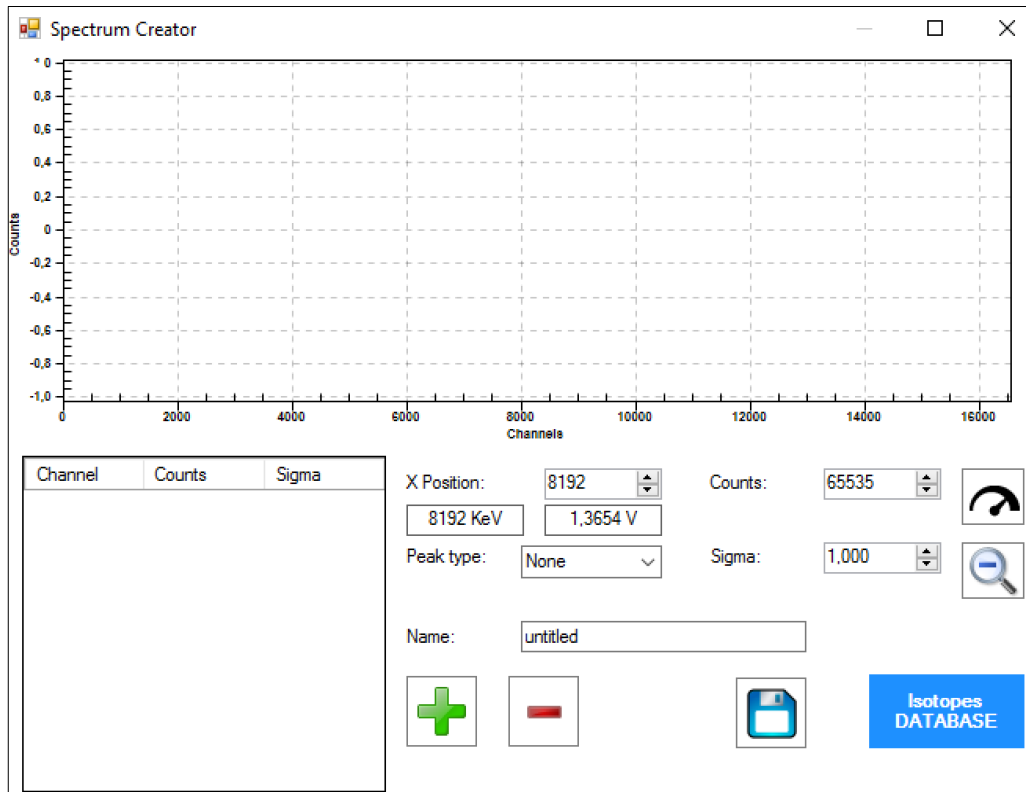 Spectrum Creator
1,0
0,8
0,6
0,4
0,2
0
-0,2
-0,4
-0,6
-0,8
-1,0
Counts
0 2000 4000 6000 8000 10000 12000 14000 16000
Channels
Channel Counts Sigma
X Position: 8192 Counts: 65535
8192 KeV 1,3654 V
Peak type: None Sigma: 1,000
Name: untitled
Isotopes
DATABASE